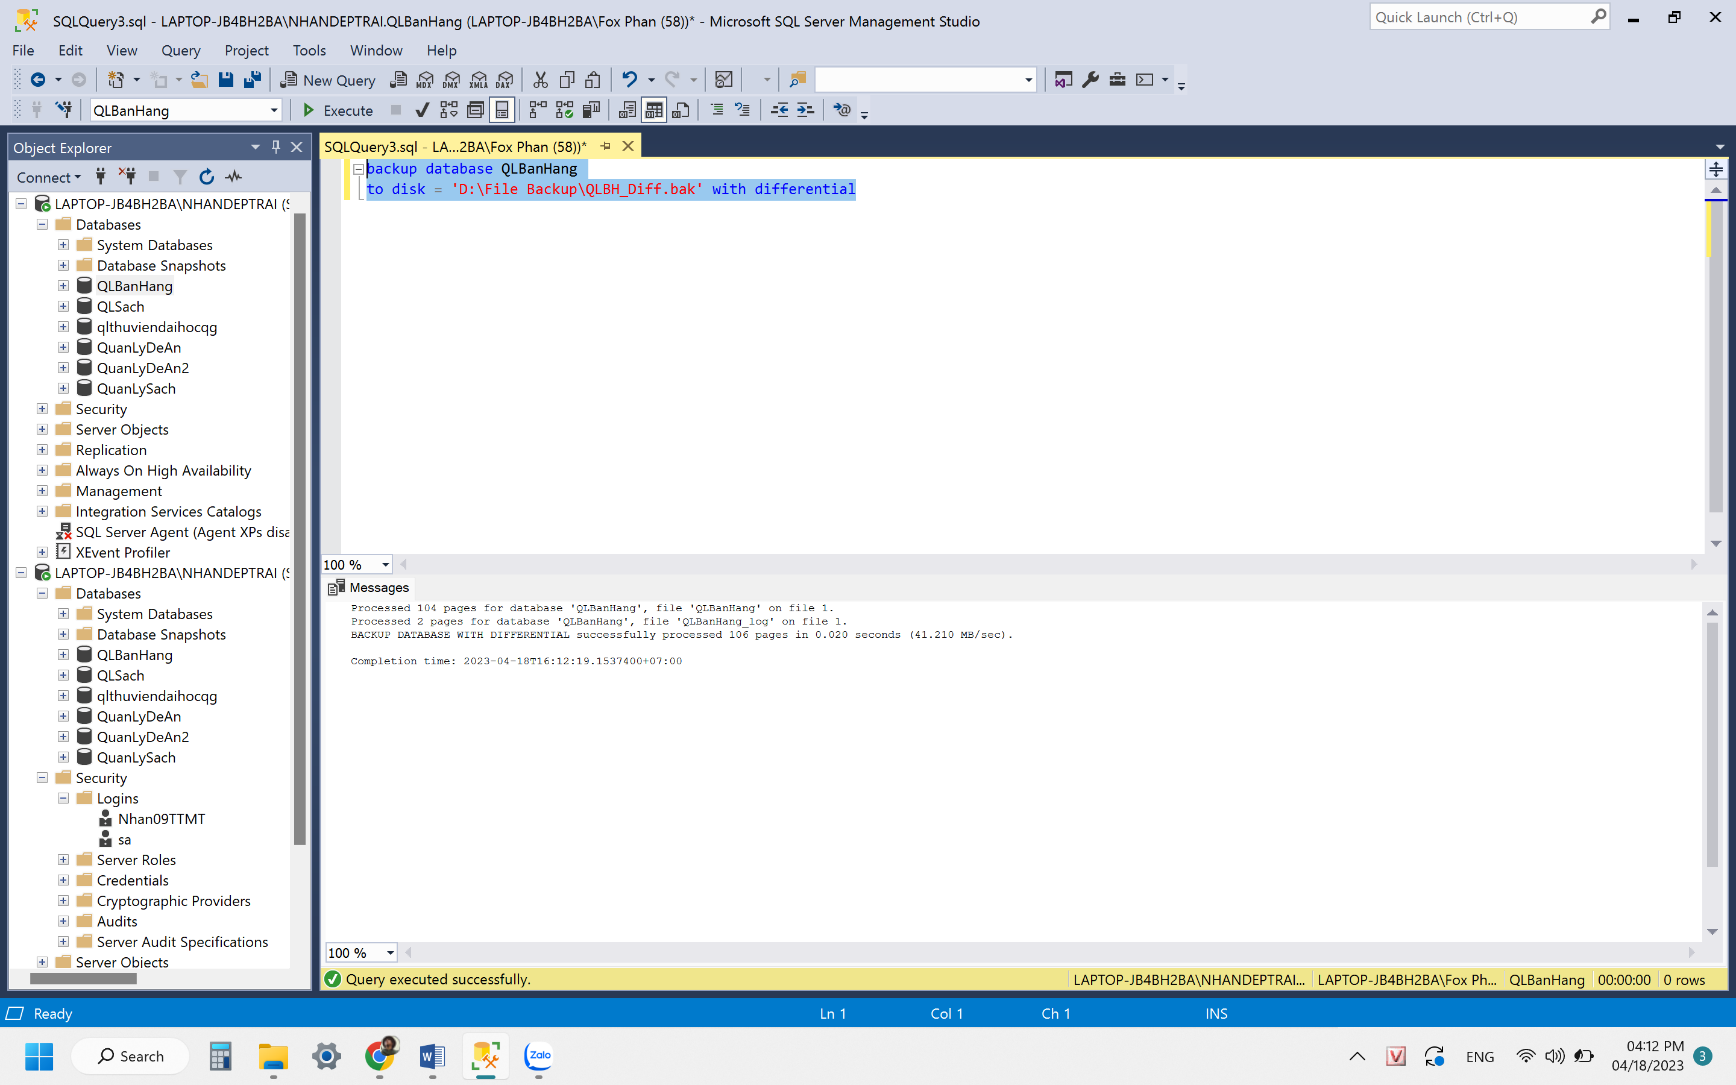 SQLQuery3.sql - LAPTOP-JB4BH2BA\NHANDEPTRAI.QLBanHang (LAPTOP-JB4BH2BA\Fox Phan (58))* - Microsoft SQL Server Management Studio
Quick Launch (Ctrl+Q)
File Edit View Query Project Tools Window Help
New Query MDX DMX XMLA DAX
QLBanHang Execute
Object Explorer
SQLQuery3.sql - LA...2BA\Fox Phan (58))*
Connect
backup database QLBanHang
to disk = 'D:\File Backup\QLBH_Diff.bak' with differential
LAPTOP-JB4BH2BA\NHANDEPTRAI (S
Databases
System Databases
Database Snapshots
QLBanHang
QLSach
qlthuviendaihocqg
QuanLyDeAn
QuanLyDeAn2
QuanLySach
Security
Server Objects
Replication
Always On High Availability
Management
Integration Services Catalogs
SQL Server Agent (Agent XPs disa
XEvent Profiler
LAPTOP-JB4BH2BA\NHANDEPTRAI (S
Databases
System Databases
Database Snapshots
QLBanHang
QLSach
qlthuviendaihocqg
QuanLyDeAn
QuanLyDeAn2
QuanLySach
Security
Logins
Nhan09TTMT
sa
Server Roles
Credentials
Cryptographic Providers
Audits
Server Audit Specifications
Server Objects
100 %
Messages
Processed 104 pages for database 'QLBanHang', file 'QLBanHang' on file 1.
Processed 2 pages for database 'QLBanHang', file 'QLBanHang_log' on file 1.
BACKUP DATABASE WITH DIFFERENTIAL successfully processed 106 pages in 0.020 seconds (41.210 MB/sec).
Completion time: 2023-04-18T16:12:19.1537400+07:00
100 %
Query executed successfully. LAPTOP-JB4BH2BA\NHANDEPTRAI... LAPTOP-JB4BH2BA\Fox Ph... QLBanHang 00:00:00 0 rows
Ready Ln 1 Col 1 Ch 1 INS
Search Zalo ENG 04:12 PM
04/18/2023 3